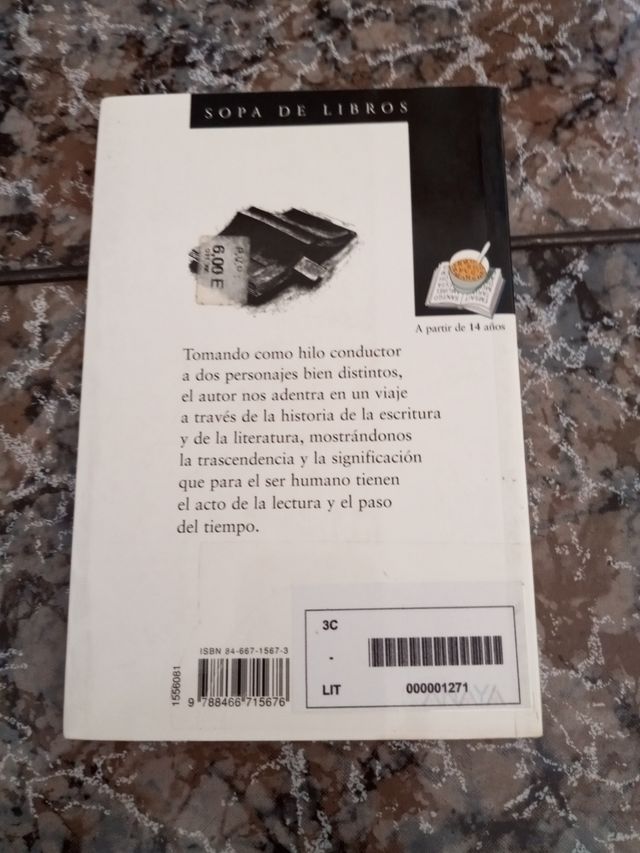 SOPA DE LIBROS
6.00 E
A partir de 14 años
Tomando como hilo conductor
a dos personajes bien distintos,
el autor nos adentra en un viaje
a través de la historia de la escritura
y de la literatura, mostrándonos
la trascendencia y la significación
que para el ser humano tienen
el acto de la lectura y el paso
del tiempo.
3C
-
LIT
000001271
ISBN 84-667-1567-3
1556081
9 788466 715676
ANAYA